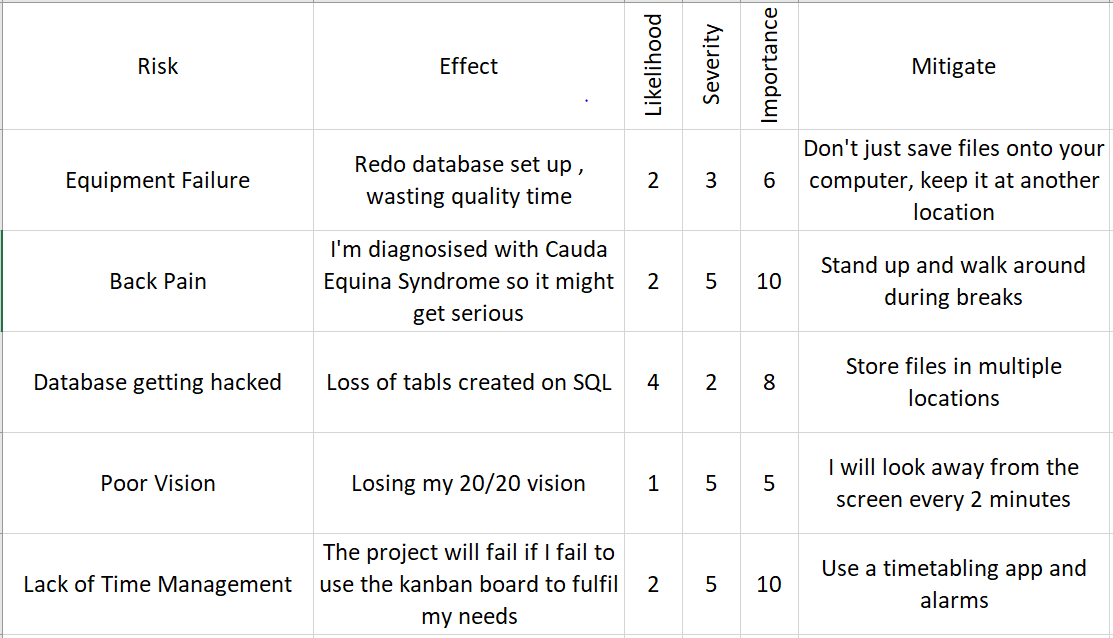 Risk
Effect
Likelihood
Severity
Importance
Mitigate
Equipment Failure
Redo database set up ,
wasting quality time
2
3
6
Don't just save files onto your
computer, keep it at another
location
Back Pain
I'm diagnosised with Cauda
Equina Syndrome so it might
get serious
2
5
10
Stand up and walk around
during breaks
Database getting hacked
Loss of tabls created on SQL
4
2
8
Store files in multiple
locations
Poor Vision
Losing my 20/20 vision
1
5
5
I will look away from the
screen every 2 minutes
Lack of Time Management
The project will fail if I fail to
use the kanban board to fulfil
my needs
2
5
10
Use a timetabling app and
alarms